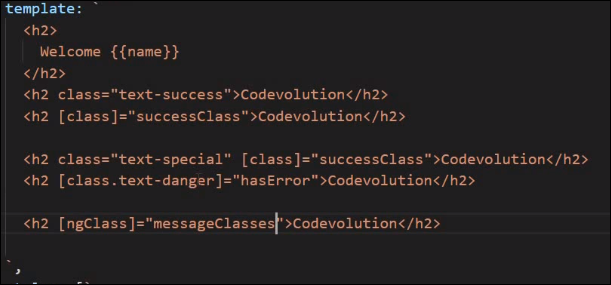 template: `
<h2>
Welcome {{name}}
</h2>
<h2 class="text-success">Codevolution</h2>
<h2 [class]="successClass">Codevolution</h2>
<h2 class="text-special" [class]="successClass">Codevolution</h2>
<h2 [class.text-danger]="hasError">Codevolution</h2>
<h2 [ngClass]="messageClasses">Codevolution</h2>
`,